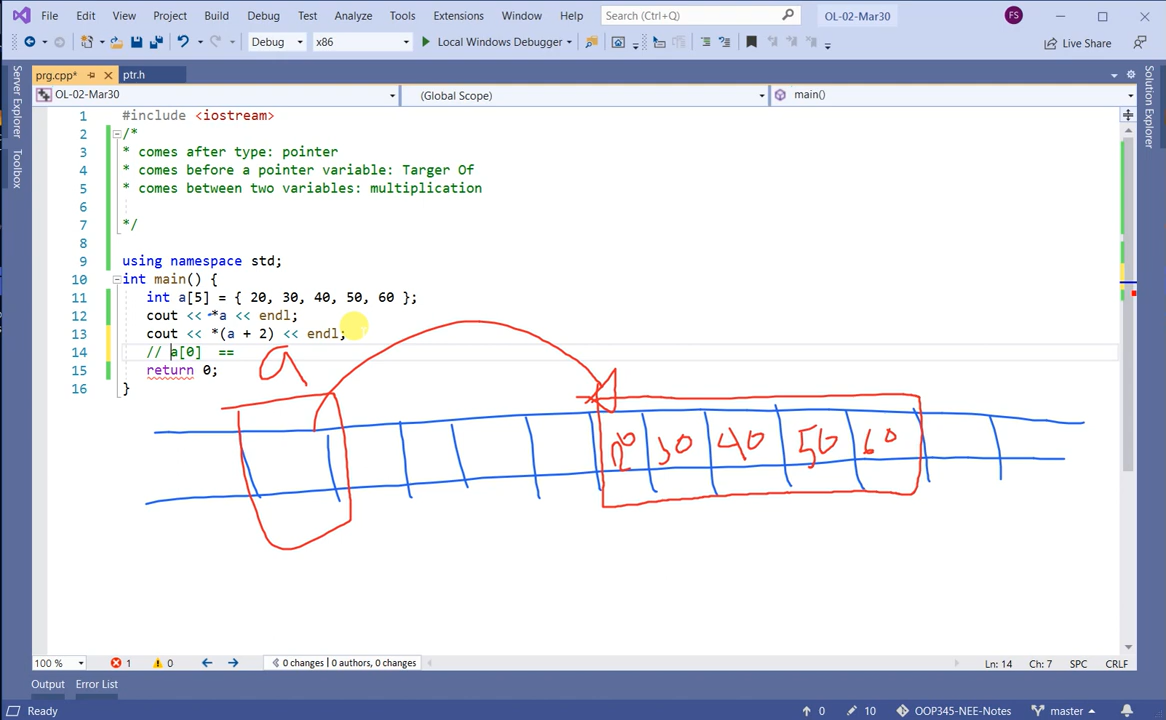 File Edit View Project Build Debug Test Analyze Tools Extensions Window Help Search (Ctrl+Q) OL-02-Mar30 FS
Debug x86 Local Windows Debugger Live Share
Server Explorer
Toolbox
Solution Explorer
prg.cpp* ptr.h
OL-02-Mar30 (Global Scope) main()
1 #include <iostream>
2 /*
3 * comes after type: pointer
4 * comes before a pointer variable: Targer Of
5 * comes between two variables: multiplication
6
7 */
8
9 using namespace std;
10 int main() {
11 int a[5] = { 20, 30, 40, 50, 60 };
12 cout << *a << endl;
13 cout << *(a + 2) << endl;
14 // a[0]  ==
15 return 0;
16 }
a
20 30 40 50 60
100 % 1 0 0 changes | 0 authors, 0 changes Ln: 14 Ch: 7 SPC CRLF
Output Error List
Ready 0 10 OOP345-NEE-Notes master